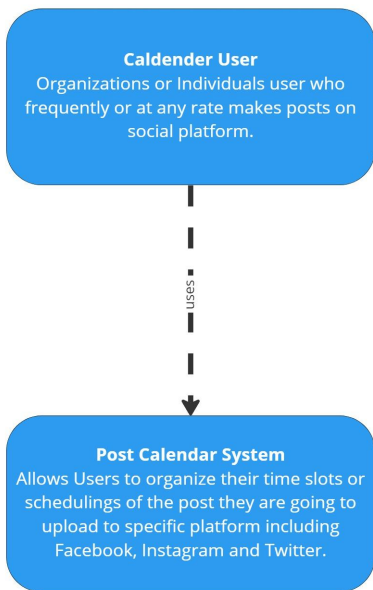 Caldender User
Organizations or Individuals user who
frequently or at any rate makes posts on
social platform.
uses
Post Calendar System
Allows Users to organize their time slots or
schedulings of the post they are going to
upload to specific platform including
Facebook, Instagram and Twitter.